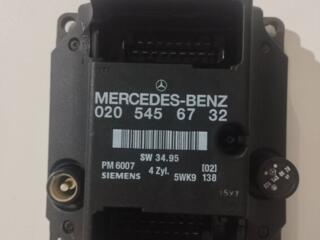 MERCEDES-BENZ
020 545 67 32
SW 34.95
PM 6007 4 Zyl. [02]
SIEMENS 5WK9 138